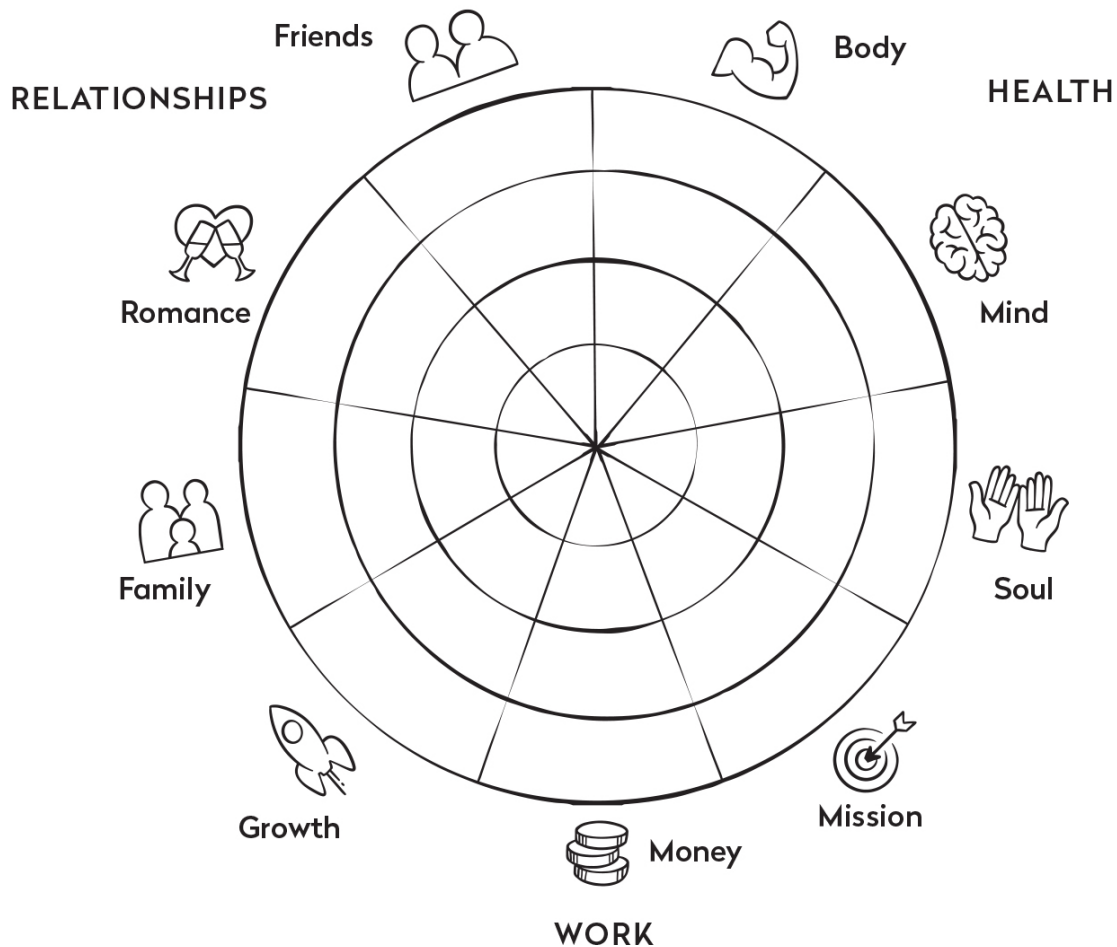 Friends
Body
RELATIONSHIPS
HEALTH
Romance
Mind
Family
Soul
Growth
Mission
Money
WORK